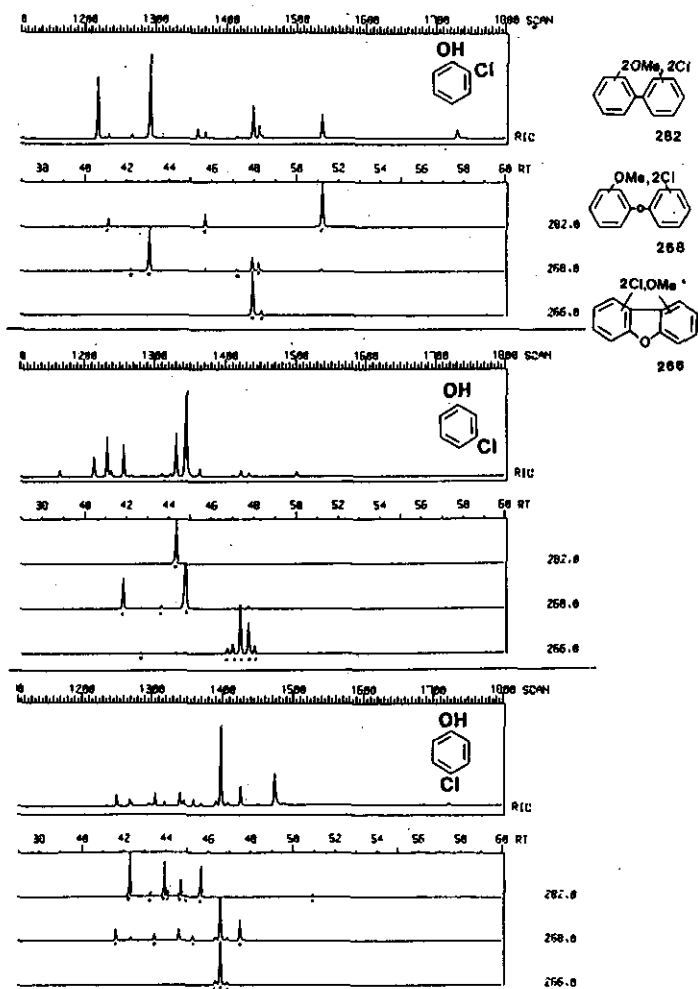 1200 1300 1400 1500 1700 1800 SCAN
OH
Cl
RIC
38 40 42 44 46 48 50 52 54 56 58 60 RT
282.0
268.0
266.0
2OMe, 2Cl
282
OMe, 2Cl
O
268
2Cl, OMe
O
266
1200 1300 1400 1500 1600 1700 1800 SCAN
OH
Cl
RIC
38 40 42 44 46 48 50 52 54 56 58 60 RT
282.0
268.0
266.0
1200 1300 1400 1500 1600 1700 1800 SCAN
OH
Cl
RIC
38 40 42 44 46 48 50 52 54 56 58 60 RT
282.0
268.0
266.0